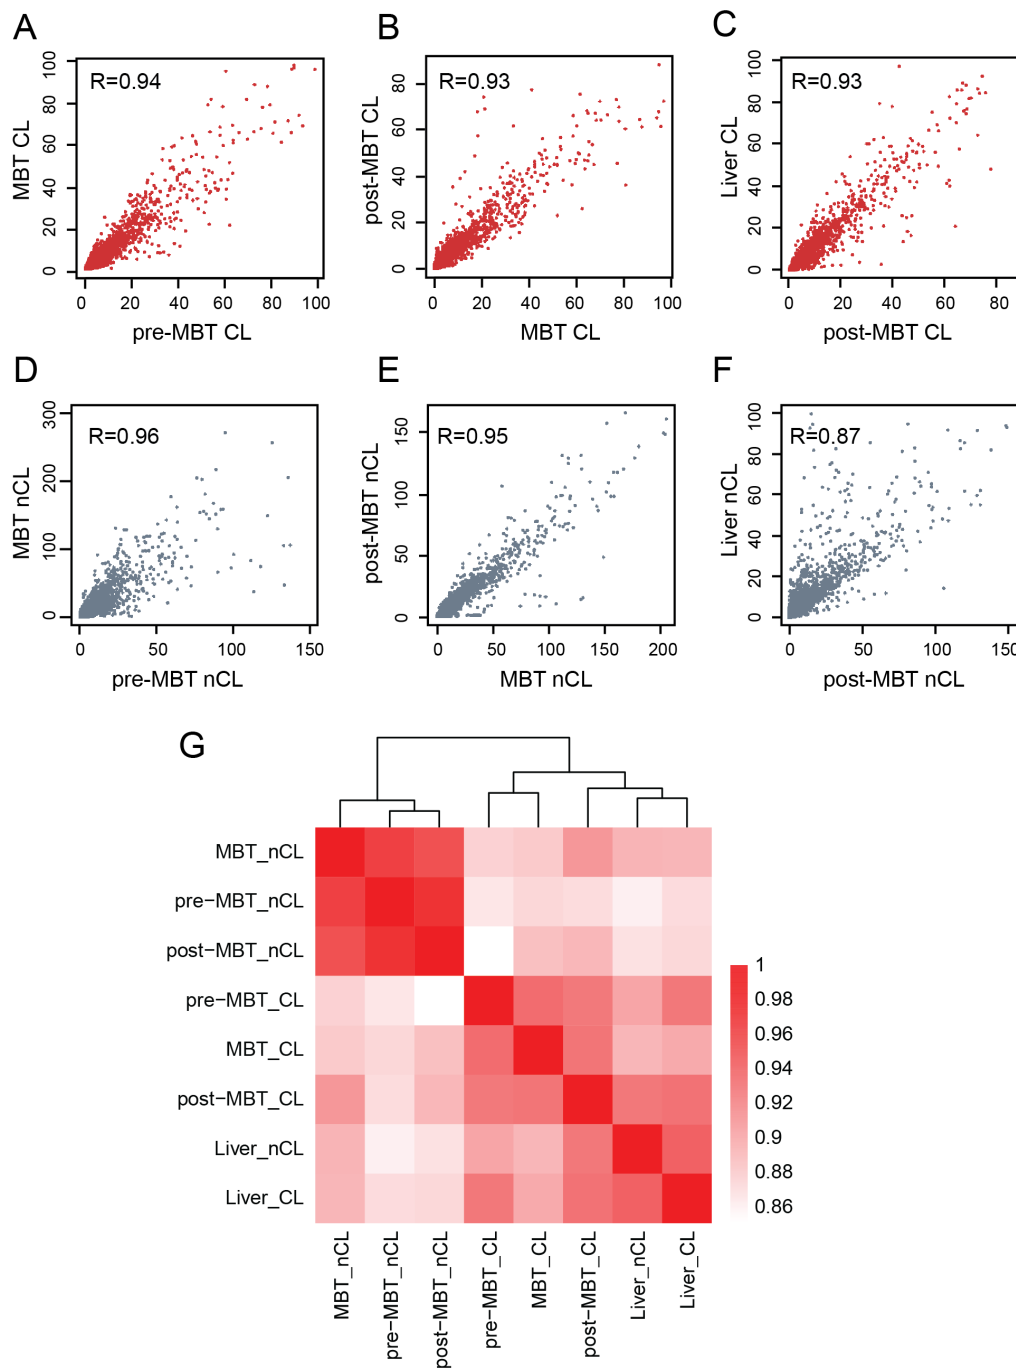 A
B
C
R=0.94
R=0.93
R=0.93
MBT CL
post-MBT CL
Liver CL
0 20 40 60 80 100
0 20 40 60 80
0 20 40 60 80 100
0 20 40 60 80 100
0 20 40 60 80 100
0 20 40 60 80
pre-MBT CL
MBT CL
post-MBT CL
D
E
F
R=0.96
R=0.95
R=0.87
MBT nCL
post-MBT nCL
Liver nCL
0 100 200 300
0 50 100 150
0 20 40 60 80 100
0 50 100 150
0 50 100 150 200
0 50 100 150
pre-MBT nCL
MBT nCL
post-MBT nCL
G
MBT_nCL
pre−MBT_nCL
post−MBT_nCL
pre−MBT_CL
MBT_CL
post−MBT_CL
Liver_nCL
Liver_CL
1
0.98
0.96
0.94
0.92
0.9
0.88
0.86
MBT_nCL
pre−MBT_nCL
post−MBT_nCL
pre−MBT_CL
MBT_CL
post−MBT_CL
Liver_nCL
Liver_CL